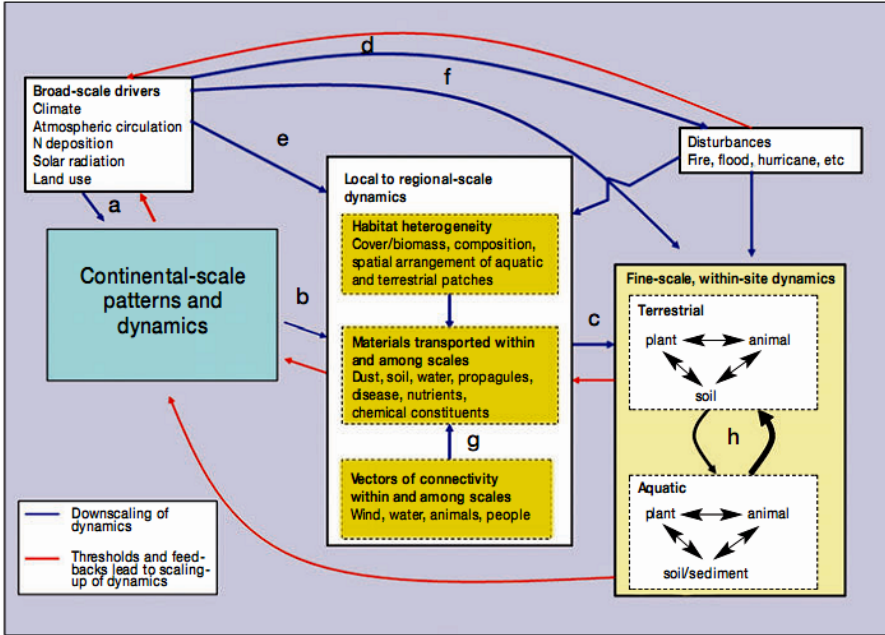 d
f
Broad-scale drivers
Climate
Atmospheric circulation
N deposition
Solar radiation
Land use
e
a
Disturbances
Fire, flood, hurricane, etc
Local to regional-scale
dynamics
Habitat heterogeneity
Cover/biomass, composition,
spatial arrangement of aquatic
and terrestrial patches
Continental-scale
patterns and
dynamics
b
Materials transported within
and among scales
Dust, soil, water, propagules,
disease, nutrients,
chemical constituents
g
Vectors of connectivity
within and among scales
Wind, water, animals, people
c
Fine-scale, within-site dynamics
Terrestrial
plant animal
soil
h
Aquatic
plant animal
soil/sediment
Downscaling of
dynamics
Thresholds and feed-
backs lead to scaling-
up of dynamics